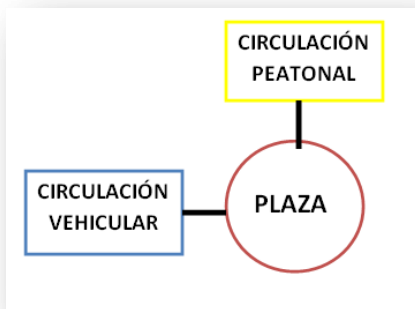 CIRCULACIÓN
PEATONAL
CIRCULACIÓN
VEHICULAR
PLAZA